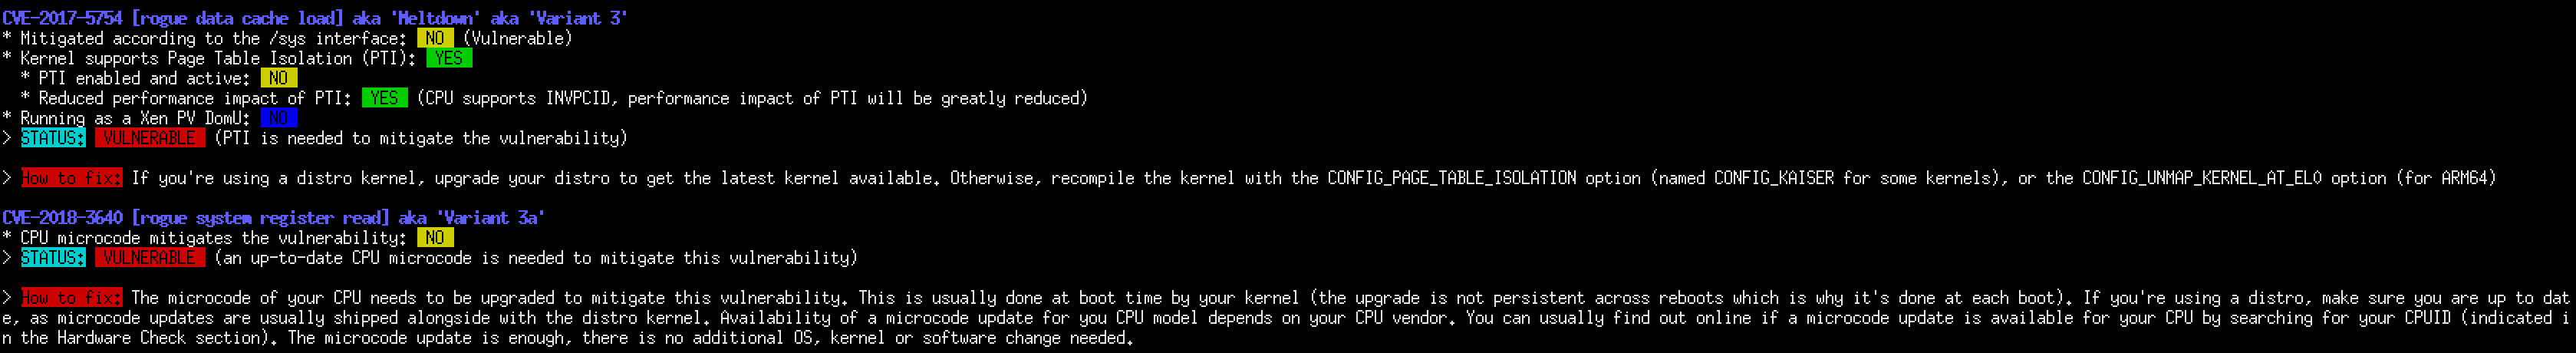 CVE-2017-5754 [rogue data cache load] aka 'Meltdown' aka 'Variant 3'
* Mitigated according to the /sys interface: NO (Vulnerable)
* Kernel supports Page Table Isolation (PTI): YES
* PTI enabled and active: NO
* Reduced performance impact of PTI: YES (CPU supports INVPCID, performance impact of PTI will be greatly reduced)
* Running as a Xen PV DomU: NO
> STATUS: VULNERABLE (PTI is needed to mitigate the vulnerability)
> How to fix: If you're using a distro kernel, upgrade your distro to get the latest kernel available. Otherwise, recompile the kernel with the CONFIG_PAGE_TABLE_ISOLATION option (named CONFIG_KAISER for some kernels), or the CONFIG_UNMAP_KERNEL_AT_EL0 option (for ARM64)
CVE-2018-3640 [rogue system register read] aka 'Variant 3a'
* CPU microcode mitigates the vulnerability: NO
> STATUS: VULNERABLE (an up-to-date CPU microcode is needed to mitigate this vulnerability)
> How to fix: The microcode of your CPU needs to be upgraded to mitigate this vulnerability. This is usually done at boot time by your kernel (the upgrade is not persistent across reboots which is why it's done at each boot). If you're using a distro, make sure you are up to dat
e, as microcode updates are usually shipped alongside with the distro kernel. Availability of a microcode update for you CPU model depends on your CPU vendor. You can usually find out online if a microcode update is available for your CPU by searching for your CPUID (indicated i
n the Hardware Check section). The microcode update is enough, there is no additional OS, kernel or software change needed.